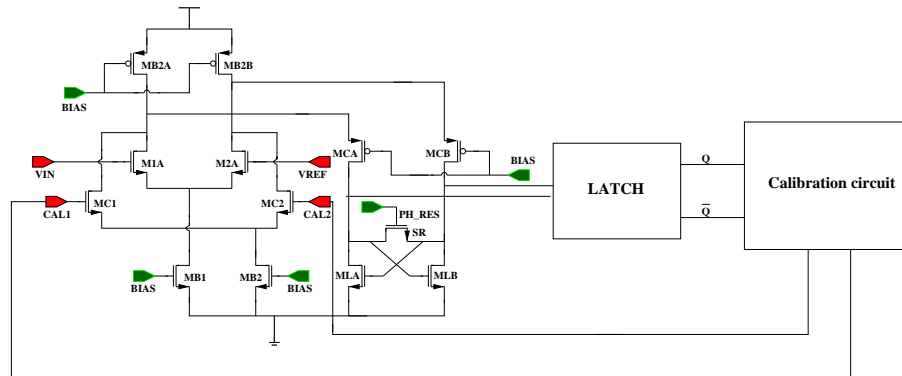 MB2A
MB2B
BIAS
MCA
MCB
M1A
M2A
BIAS
Q
VIN
VREF
LATCH
Calibration circuit
MC1
MC2
CAL1
CAL2
PH_RES
Q̅
SR
MB1
MB2
MLA
MLB
BIAS
BIAS